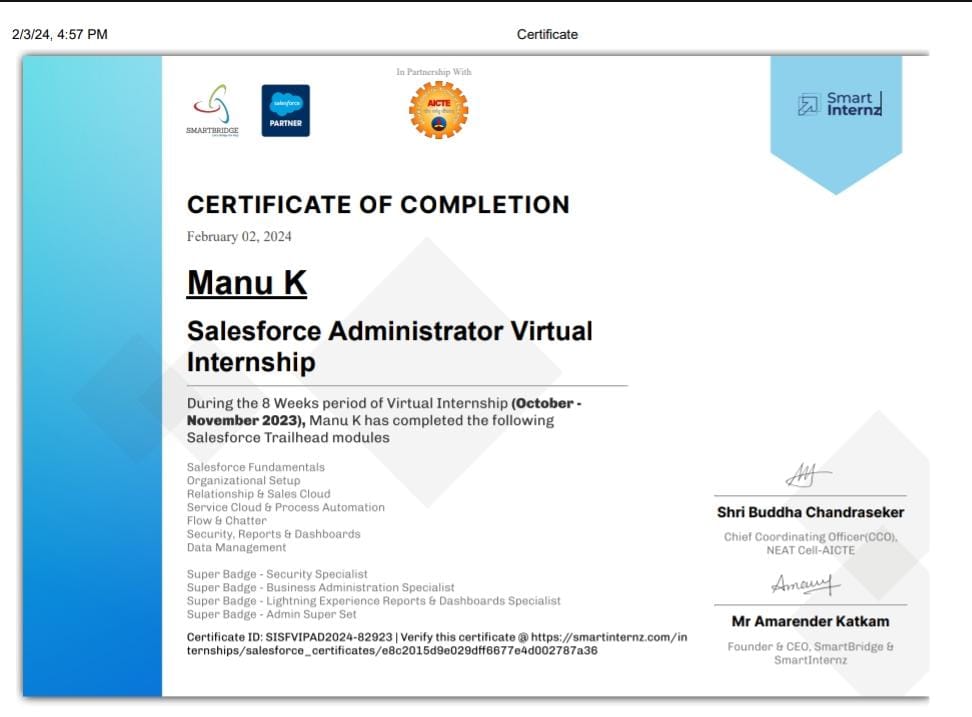 2/3/24, 4:57 PM
Certificate
In Partnership With
SMARTBRIDGE
salesforce
PARTNER
AICTE
Smart
Internz
CERTIFICATE OF COMPLETION
February 02, 2024
Manu K
Salesforce Administrator Virtual
Internship
During the 8 Weeks period of Virtual Internship (October -
November 2023), Manu K has completed the following
Salesforce Trailhead modules
Salesforce Fundamentals
Organizational Setup
Relationship & Sales Cloud
Service Cloud & Process Automation
Flow & Chatter
Security, Reports & Dashboards
Data Management
Super Badge - Security Specialist
Super Badge - Business Administration Specialist
Super Badge - Lightning Experience Reports & Dashboards Specialist
Super Badge - Admin Super Set
Certificate ID: SISFVIPAD2024-82923 | Verify this certificate @ https://smartinternz.com/in
ternships/salesforce_certificates/e8c2015d9e029dff6677e4d002787a36
Shri Buddha Chandraseker
Chief Coordinating Officer(CCO),
NEAT Cell-AICTE
Mr Amarender Katkam
Founder & CEO, SmartBridge &
SmartInternz